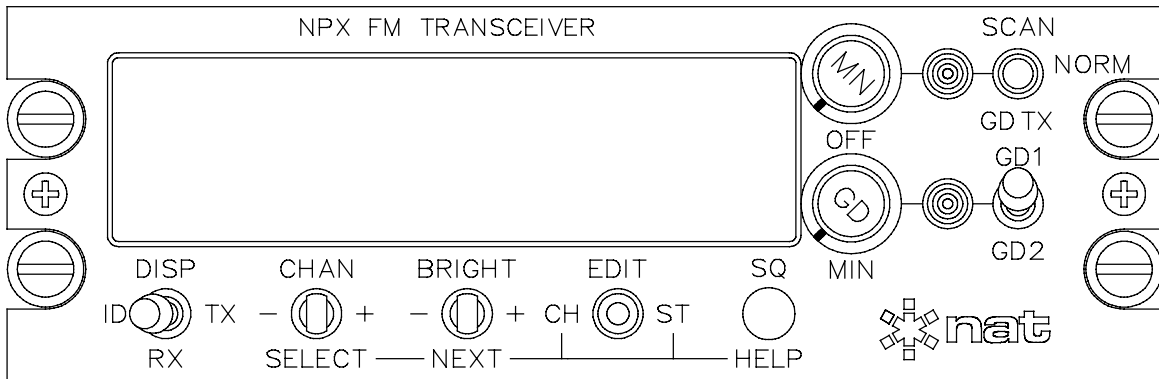 NPX FM TRANSCEIVER
SCAN
MN
NORM
OFF
GD TX
GD1
GD
MIN
GD2
DISP CHAN BRIGHT EDIT SQ
ID TX - + - + CH ST
RX SELECT NEXT HELP
nat